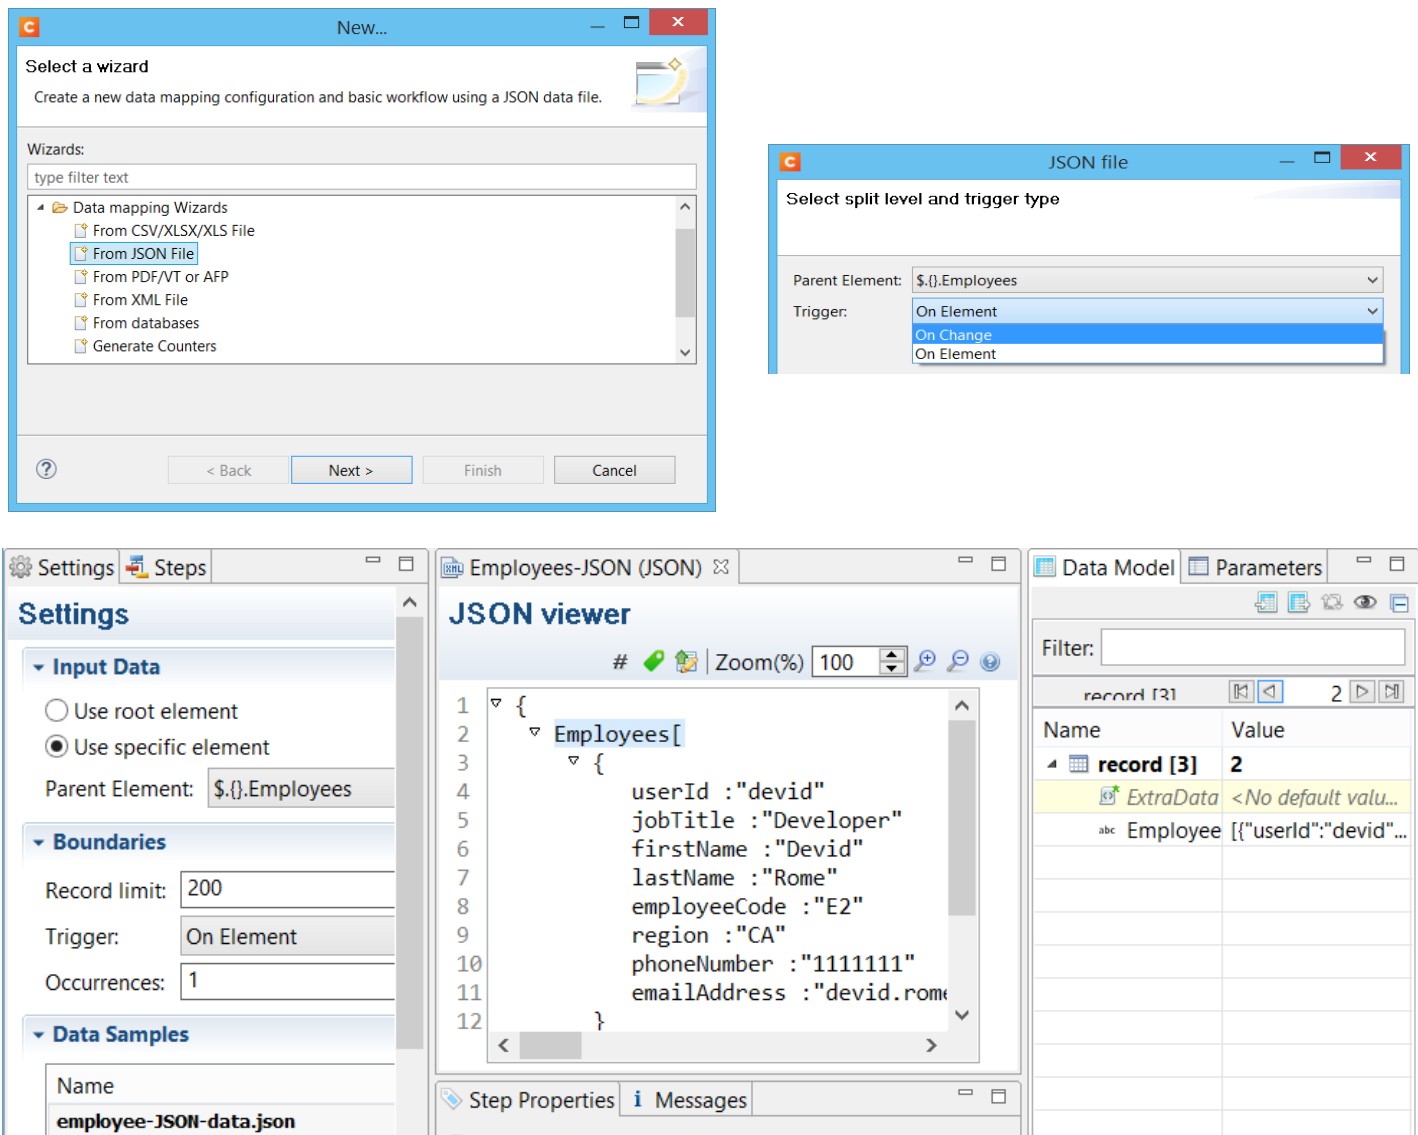 New...
Select a wizard
Create a new data mapping configuration and basic workflow using a JSON data file.
Wizards:
type filter text
Data mapping Wizards
From CSV/XLSX/XLS File
From JSON File
From PDF/VT or AFP
From XML File
From databases
Generate Counters
< Back
Next >
Finish
Cancel
JSON file
Select split level and trigger type
Parent Element: $.{}.Employees
Trigger: On Element
On Change
On Element
Settings
Steps
Settings
Input Data
Use root element
Use specific element
Parent Element: $.{}.Employees
Boundaries
Record limit: 200
Trigger: On Element
Occurrences: 1
Data Samples
Name
employee-JSON-data.json
Employees-JSON (JSON)
JSON viewer
# Zoom(%) 100
1 {
2 Employees[
3 {
4 userId :"devid"
5 jobTitle :"Developer"
6 firstName :"Devid"
7 lastName :"Rome"
8 employeeCode :"E2"
9 region :"CA"
10 phoneNumber :"1111111"
11 emailAddress :"devid.rome
12 }
Step Properties
Messages
Data Model
Parameters
Filter:
record [3] 2
Name Value
record [3] 2
ExtraData <No default valu...
abc Employee [{"userId":"devid"...